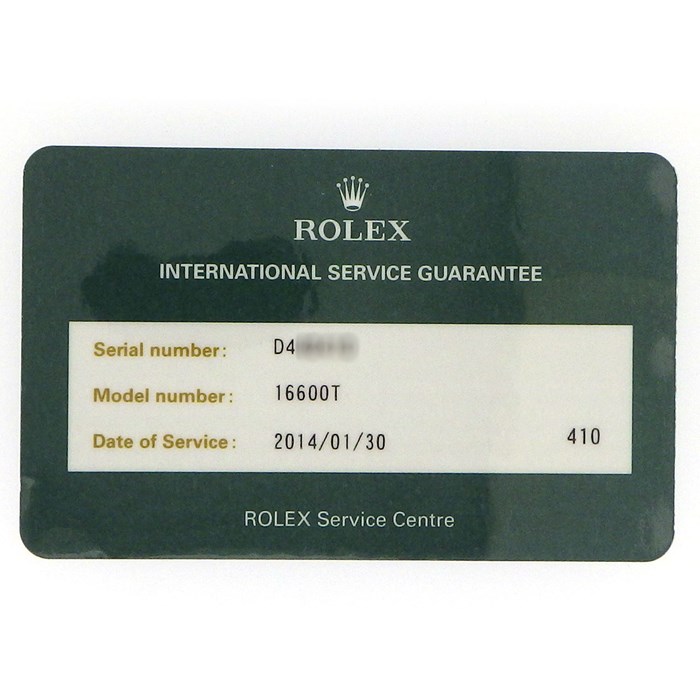 ROLEX
INTERNATIONAL SERVICE GUARANTEE
Serial number: D4
Model number: 16600T
Date of Service: 2014/01/30 410
ROLEX Service Centre